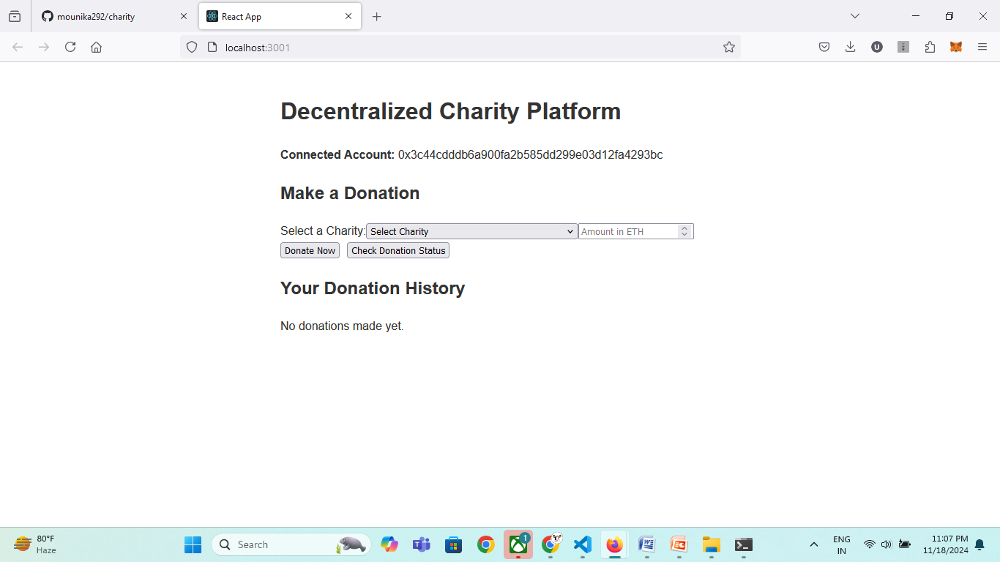 mounika292/charity
React App
localhost:3001
U
Decentralized Charity Platform
Connected Account: 0x3c44cdddb6a900fa2b585dd299e03d12fa4293bc
Make a Donation
Select a Charity: Select Charity Amount in ETH
Donate Now Check Donation Status
Your Donation History
No donations made yet.
80°F
Haze
Search
1
ENG
IN
11:07 PM
11/18/2024